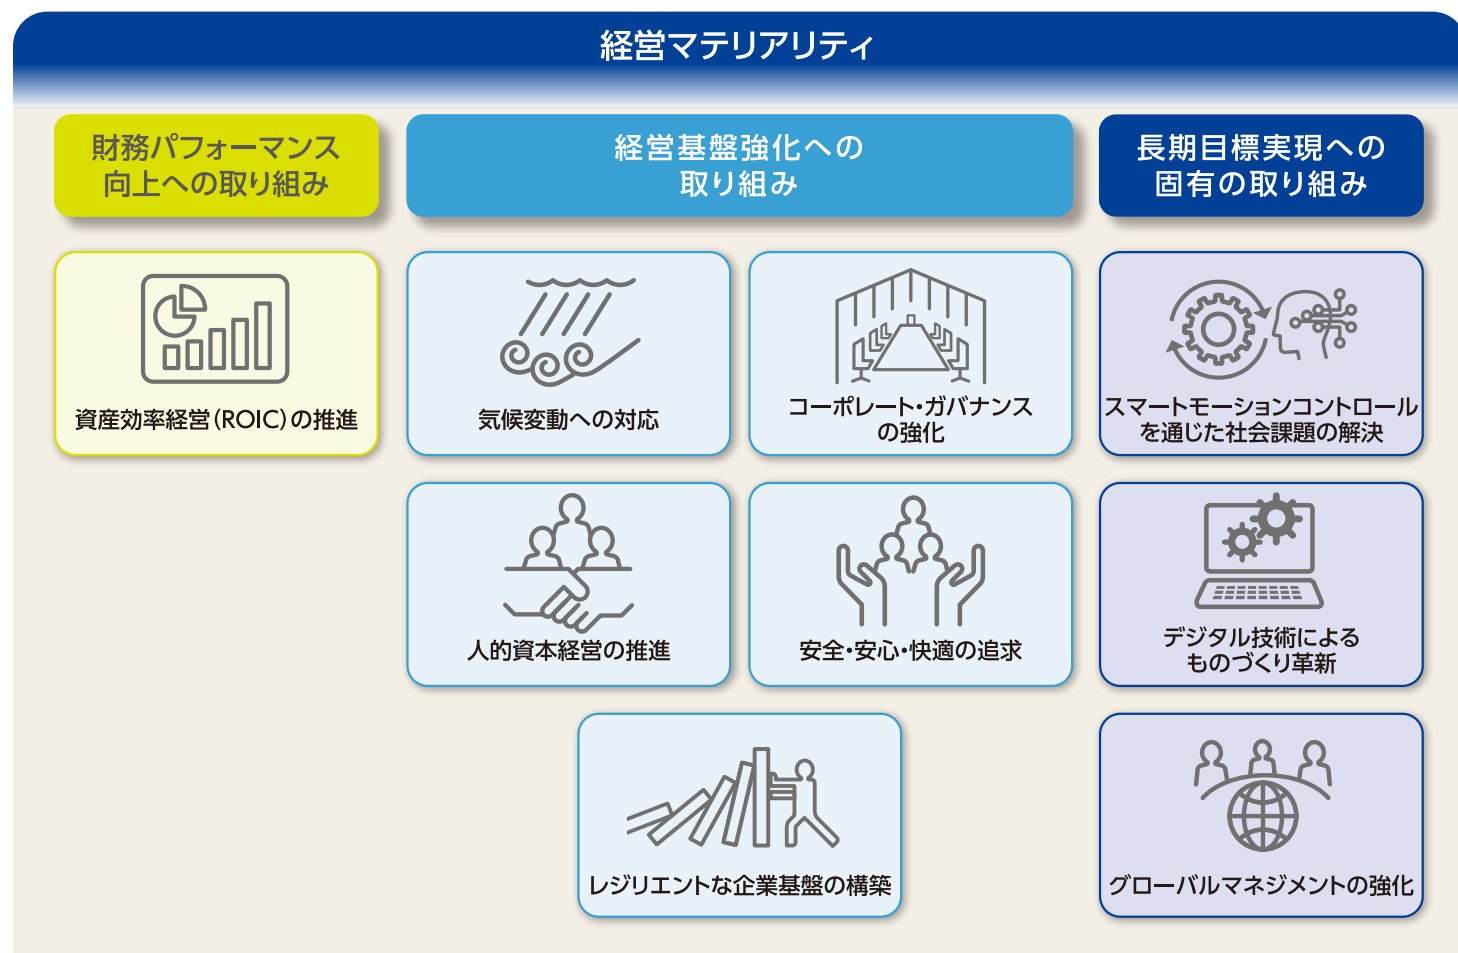 経営マテリアリティ
財務パフォーマンス
向上への取り組み
資産効率経営（ROIC）の推進
経営基盤強化への
取り組み
気候変動への対応
コーポレート・ガバナンス
の強化
人的資本経営の推進
安全・安心・快適の追求
レジリエントな企業基盤の構築
長期目標実現への
固有の取り組み
スマートモーションコントロール
を通じた社会課題の解決
デジタル技術による
ものづくり革新
グローバルマネジメントの強化